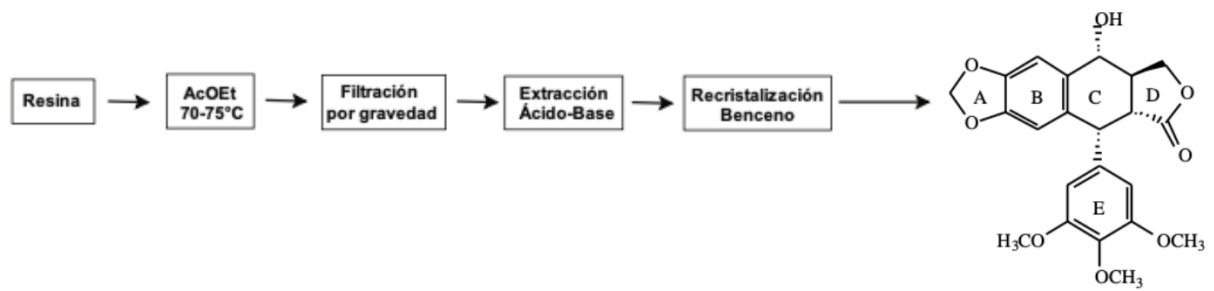 Resina
AcOEt
70-75°C
Filtración
por gravedad
Extracción
Ácido-Base
Recristalización
Benceno
OH
O
O
A
B
C
D
O
O
E
H₃CO
OCH₃
OCH₃